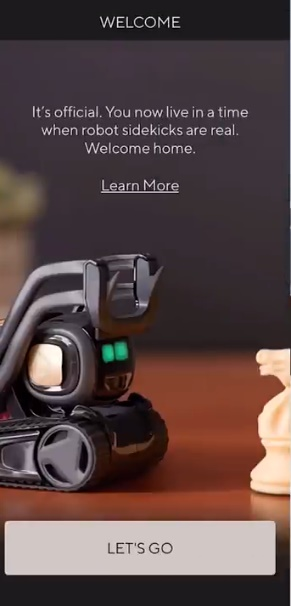 WELCOME
It's official. You now live in a time
when robot sidekicks are real.
Welcome home.
Learn More
LET'S GO